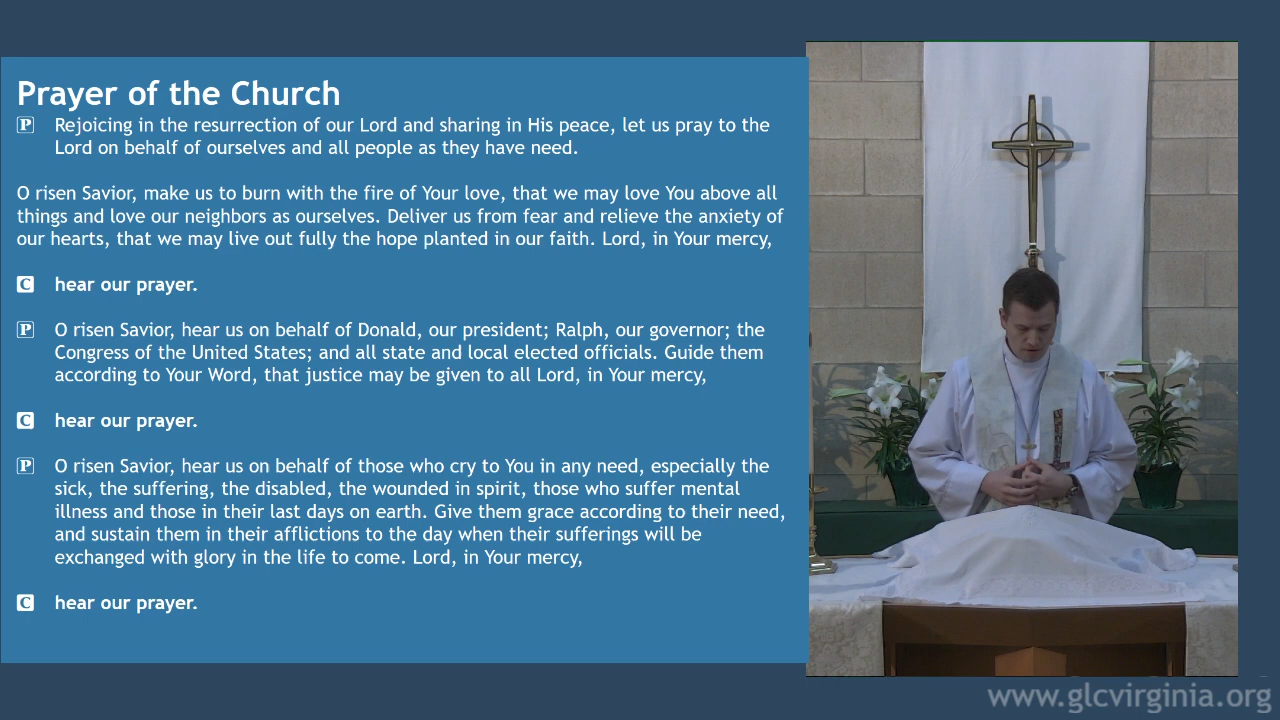 Prayer of the Church
P Rejoicing in the resurrection of our Lord and sharing in His peace, let us pray to the
Lord on behalf of ourselves and all people as they have need.
O risen Savior, make us to burn with the fire of Your love, that we may love You above all
things and love our neighbors as ourselves. Deliver us from fear and relieve the anxiety of
our hearts, that we may live out fully the hope planted in our faith. Lord, in Your mercy,
C hear our prayer.
P O risen Savior, hear us on behalf of Donald, our president; Ralph, our governor; the
Congress of the United States; and all state and local elected officials. Guide them
according to Your Word, that justice may be given to all Lord, in Your mercy,
C hear our prayer.
P O risen Savior, hear us on behalf of those who cry to You in any need, especially the
sick, the suffering, the disabled, the wounded in spirit, those who suffer mental
illness and those in their last days on earth. Give them grace according to their need,
and sustain them in their afflictions to the day when their sufferings will be
exchanged with glory in the life to come. Lord, in Your mercy,
C hear our prayer.
www.glcvirginia.org